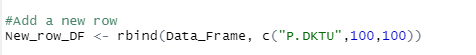 #Add a new row
New_row_DF <- rbind(Data_Frame, c("P.DKTU",100,100))